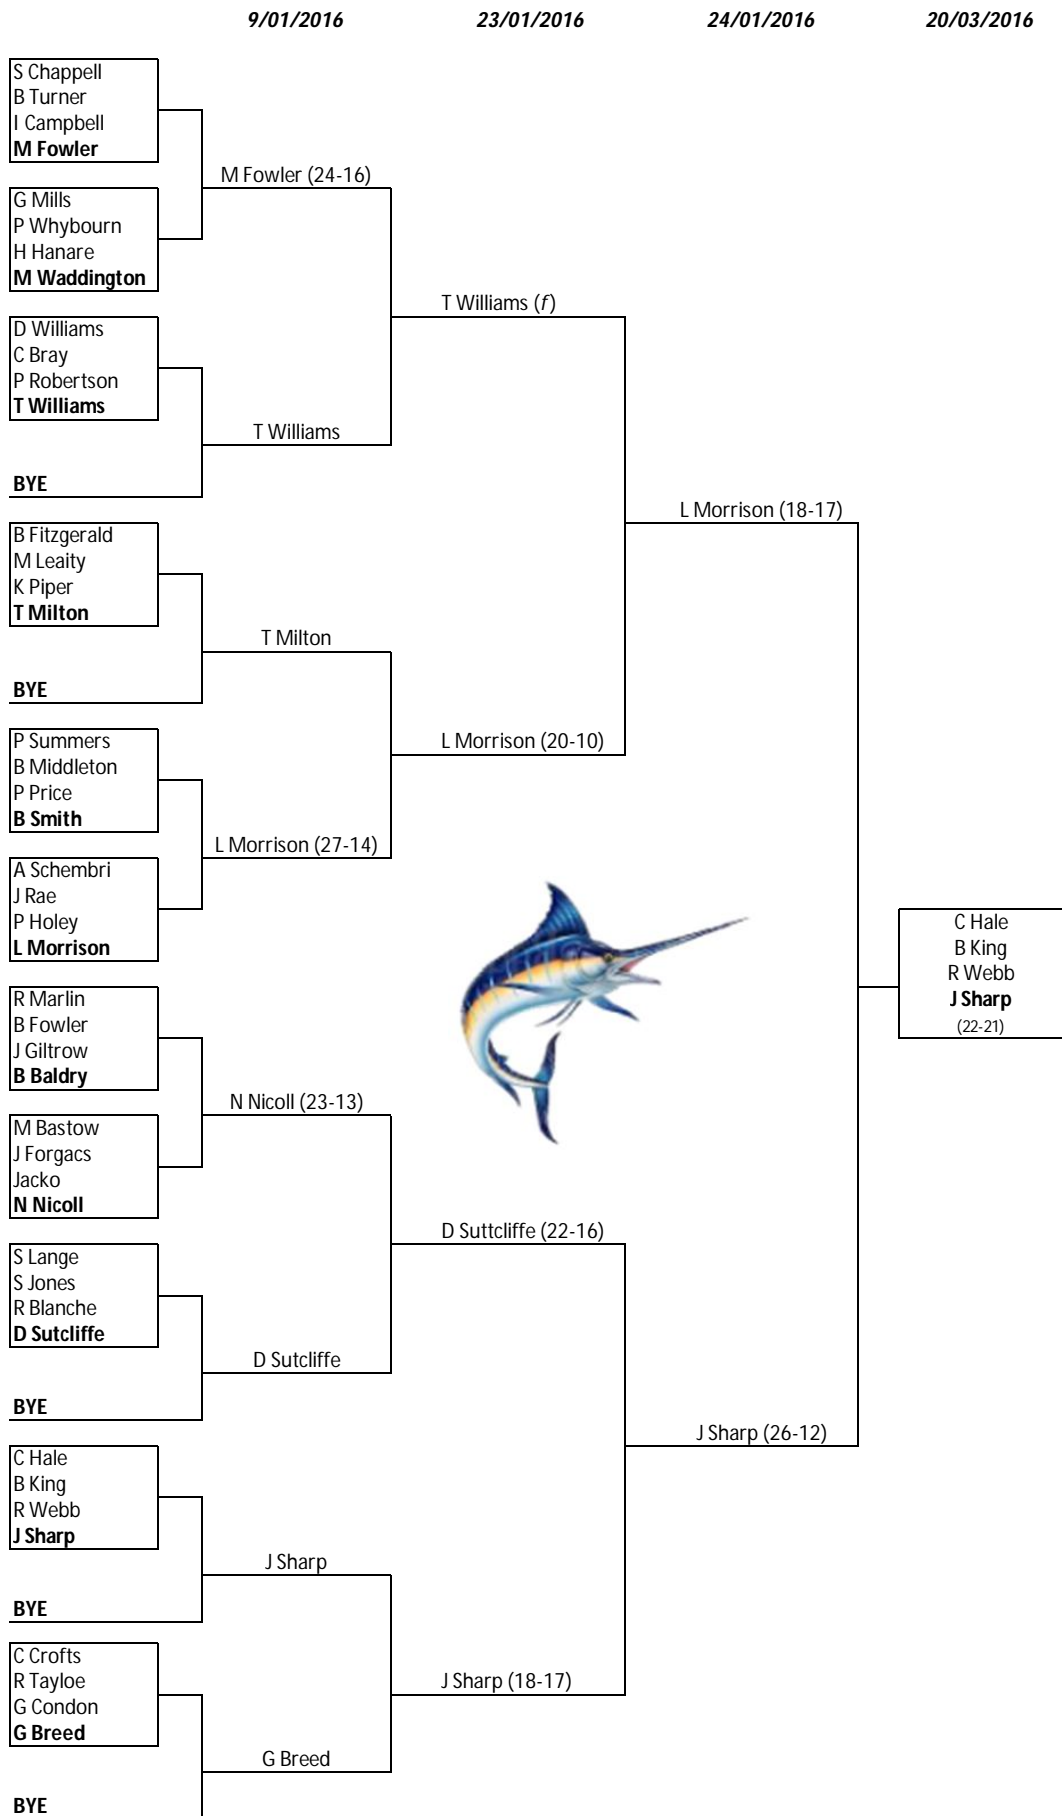 9/01/2016 23/01/2016 24/01/2016 20/03/2016
S Chappell
B Turner
I Campbell
M Fowler
M Fowler (24-16)
G Mills
P Whybourn
H Hanare
M Waddington
T Williams (f)
D Williams
C Bray
P Robertson
T Williams
T Williams
BYE
L Morrison (18-17)
B Fitzgerald
M Leaity
K Piper
T Milton
T Milton
BYE
P Summers
B Middleton
P Price
B Smith
L Morrison (20-10)
L Morrison (27-14)
A Schembri
J Rae
P Holey
L Morrison
C Hale
B King
R Webb
J Sharp
(22-21)
R Marlin
B Fowler
J Giltrow
B Baldry
N Nicoll (23-13)
M Bastow
J Forgacs
Jacko
N Nicoll
D Suttcliffe (22-16)
S Lange
S Jones
R Blanche
D Sutcliffe
D Sutcliffe
BYE
J Sharp (26-12)
C Hale
B King
R Webb
J Sharp
J Sharp
BYE
C Crofts
R Tayloe
G Condon
G Breed
J Sharp (18-17)
G Breed
BYE